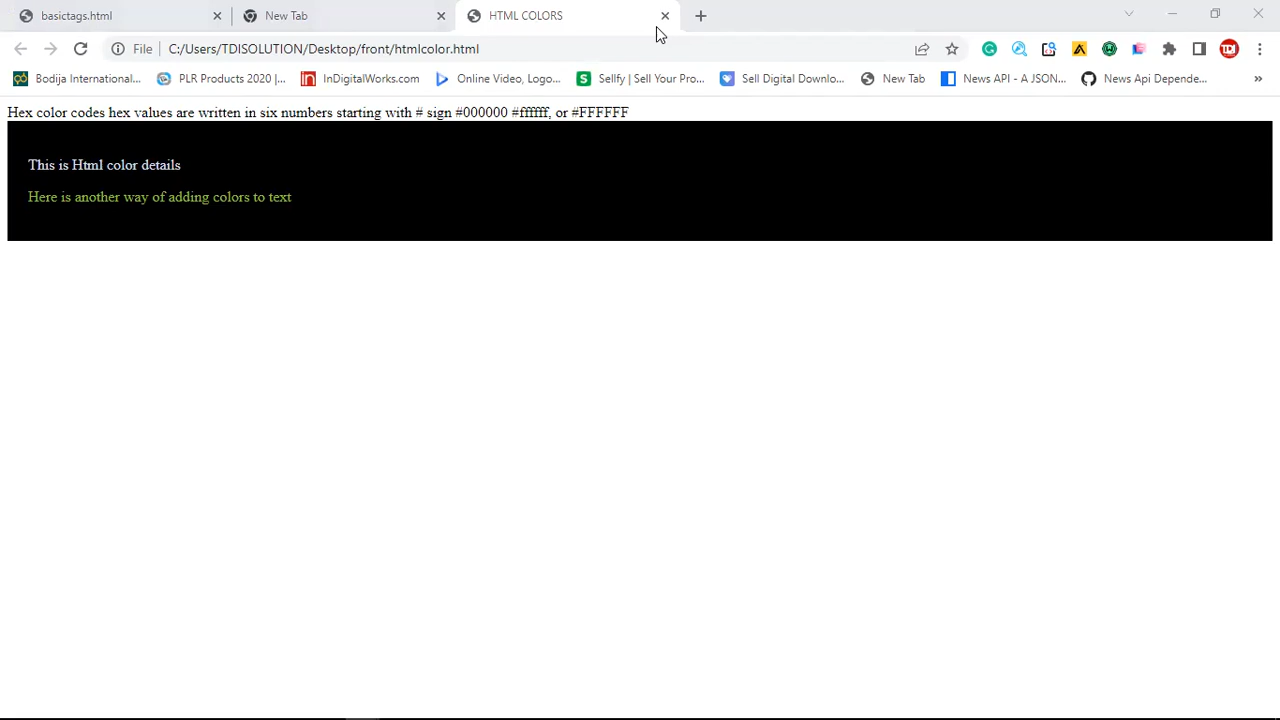 basictags.html
New Tab
HTML COLORS
File
C:/Users/TDISOLUTION/Desktop/front/htmlcolor.html
TDI
Bodija International...
PLR Products 2020 |...
in
InDigitalWorks.com
Online Video, Logo...
S
Sellfy | Sell Your Pro...
Sell Digital Downlo...
New Tab
News API - A JSON...
News Api Depende...
»
Hex color codes hex values are written in six numbers starting with # sign #000000 #ffffff, or #FFFFFF
This is Html color details
Here is another way of adding colors to text